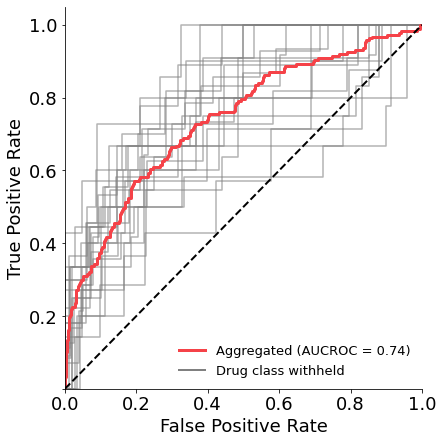 1.0
0.8
0.6
0.4
0.2
True Positive Rate
Aggregated (AUCROC = 0.74)
Drug class withheld
0.0 0.2 0.4 0.6 0.8 1.0
False Positive Rate